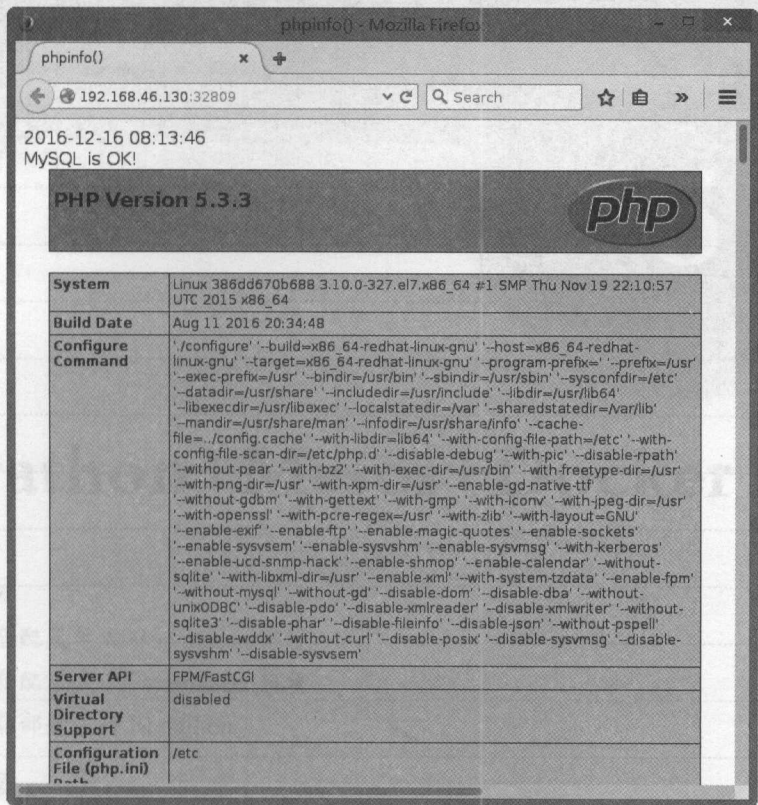 phpinfo() - Mozilla Firefox
phpinfo()
192.168.46.130:32809
Search
2016-12-16 08:13:46
MySQL is OK!
PHP Version 5.3.3
php
System
Linux 386dd670b688 3.10.0-327.el7.x86_64 #1 SMP Thu Nov 19 22:10:57
UTC 2015 x86_64
Build Date
Aug 11 2016 20:34:48
Configure
Command
'./configure' '--build=x86_64-redhat-linux-gnu' '--host=x86_64-redhat-
linux-gnu' '--target=x86_64-redhat-linux-gnu' '--program-prefix=' '--prefix=/usr'
'--exec-prefix=/usr' '--bindir=/usr/bin' '--sbindir=/usr/sbin' '--sysconfdir=/etc'
'--datadir=/usr/share' '--includedir=/usr/include' '--libdir=/usr/lib64'
'--libexecdir=/usr/libexec' '--localstatedir=/var' '--sharedstatedir=/var/lib'
'--mandir=/usr/share/man' '--infodir=/usr/share/info' '--cache-
file=../config.cache' '--with-libdir=lib64' '--with-config-file-path=/etc' '--with-
config-file-scan-dir=/etc/php.d' '--disable-debug' '--with-pic' '--disable-rpath'
'--without-pear' '--with-bz2' '--with-exec-dir=/usr/bin' '--with-freetype-dir=/usr'
'--with-png-dir=/usr' '--with-xpm-dir=/usr' '--enable-gd-native-ttf'
'--without-gdbm' '--with-gettext' '--with-gmp' '--with-iconv' '--with-jpeg-dir=/usr'
'--with-openssl' '--with-pcre-regex=/usr' '--with-zlib' '--with-layout=GNU'
'--enable-exif' '--enable-ftp' '--enable-magic-quotes' '--enable-sockets'
'--enable-sysvsem' '--enable-sysvshm' '--enable-sysvmsg' '--with-kerberos'
'--enable-ucd-snmp-hack' '--enable-shmop' '--enable-calendar' '--without-
sqlite' '--with-libxml-dir=/usr' '--enable-xml' '--with-system-tzdata' '--enable-fpm'
'--without-mysql' '--without-gd' '--disable-dom' '--disable-dba' '--without-
unixODBC' '--disable-pdo' '--disable-xmlreader' '--disable-xmlwriter' '--without-
sqlite3' '--disable-phar' '--disable-fileinfo' '--disable-json' '--without-pspell'
'--disable-wddx' '--without-curl' '--disable-posix' '--disable-sysvmsg' '--disable-
sysvshm' '--disable-sysvsem'
Server API
FPM/FastCGI
Virtual
Directory
Support
disabled
Configuration
File (php.ini)
Path
/etc